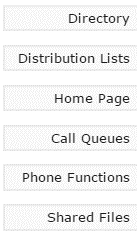 Directory
Distribution Lists
Home Page
Call Queues
Phone Functions
Shared Files